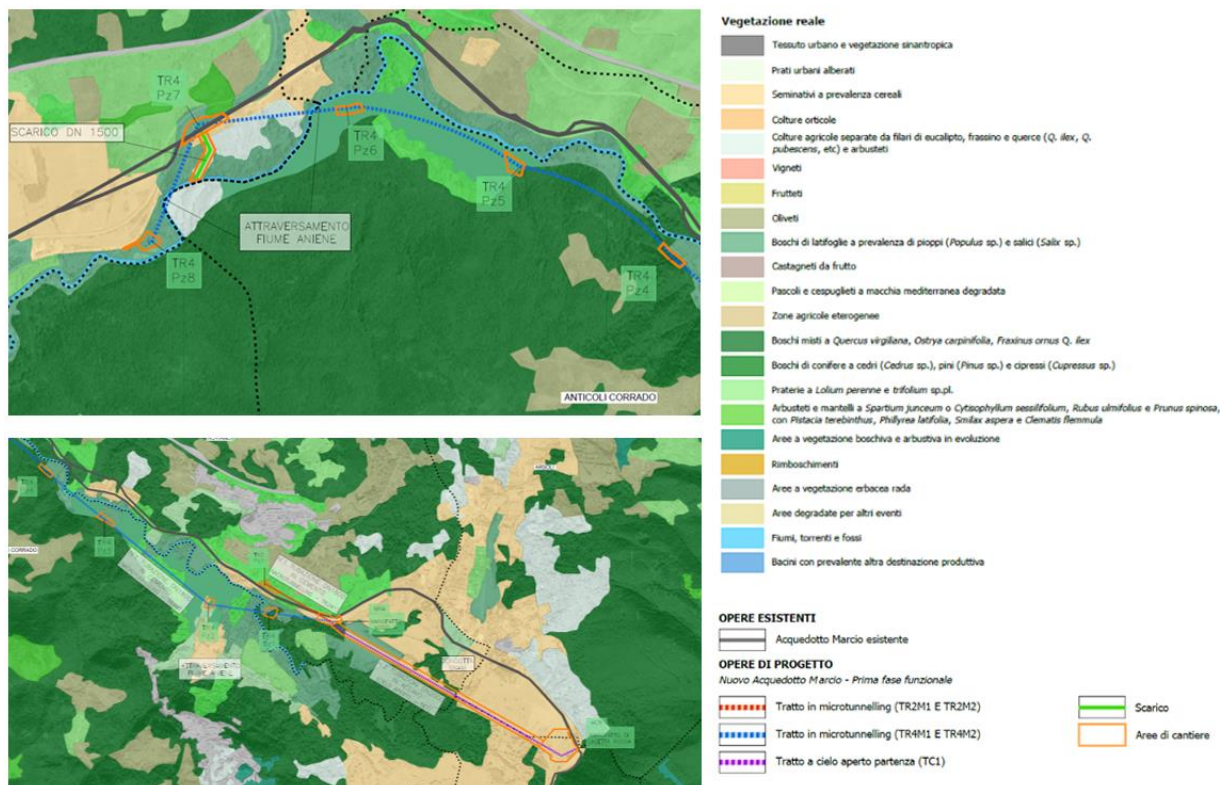 TR4
Pz7
SCARICO DN 1500
TR4
Pz6
ATTRAVERSAMENTO
FIUME ANIENE
TR4
Pz5
TR4
Pz8
TR4
Pz4
ANTICOLI CORRADO
Vegetazione reale
Tessuto urbano e vegetazione sinantropica
Prati urbani alberati
Seminativi a prevalenza cereali
Colture orticole
Colture agricole separate da filari di eucalipto, frassino e querce (Q. ilex, Q.
pubescens, etc) e arbusteti
Vigneti
Frutteti
Oliveti
Boschi di latifoglie a prevalenza di pioppi (Populus sp.) e salici (Salix sp.)
Castagneti da frutto
Pascoli e cespuglieti a macchia mediterranea degradata
Zone agricole eterogenee
Boschi misti a Quercus virgiliana, Ostrya carpinifolia, Fraxinus ornus Q. ilex
Boschi di conifere a cedri (Cedrus sp.), pini (Pinus sp.) e cipressi (Cupressus sp.)
Praterie a Lolium perenne e trifolium sp.pl.
Arbusteti e mantelli a Spartium junceum o Cytisophyllum sessilifolium, Rubus ulmifolius e Prunus spinosa,
con Pistacia terebinthus, Phillyrea latifolia, Smilax aspera e Clematis flemmula
Aree a vegetazione boschiva e arbustiva in evoluzione
Rimboschimenti
Aree a vegetazione erbacea rada
Aree degradate per altri eventi
Fiumi, torrenti e fossi
Bacini con prevalente altra destinazione produttiva
OPERE ESISTENTI
Acquedotto Marcio esistente
OPERE DI PROGETTO
Nuovo Acquedotto Marcio - Prima fase funzionale
Tratto in microtunnelling (TR2M1 E TR2M2)
Tratto in microtunnelling (TR4M1 E TR4M2)
Tratto a cielo aperto partenza (TC1)
Scarico
Aree di cantiere